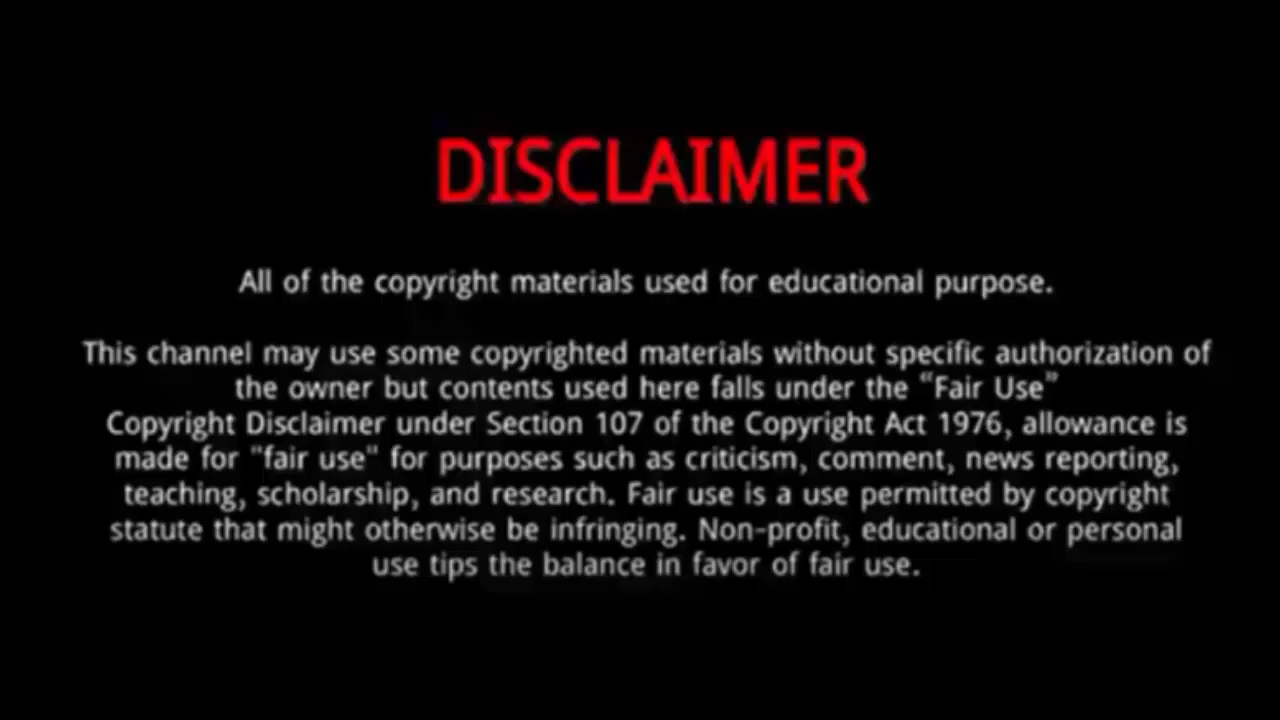 DISCLAIMER
All of the copyright materials used for educational purpose.
This channel may use some copyrighted materials without specific authorization of
the owner but contents used here falls under the “Fair Use”
Copyright Disclaimer under Section 107 of the Copyright Act 1976, allowance is
made for "fair use" for purposes such as criticism, comment, news reporting,
teaching, scholarship, and research. Fair use is a use permitted by copyright
statute that might otherwise be infringing. Non-profit, educational or personal
use tips the balance in favor of fair use.